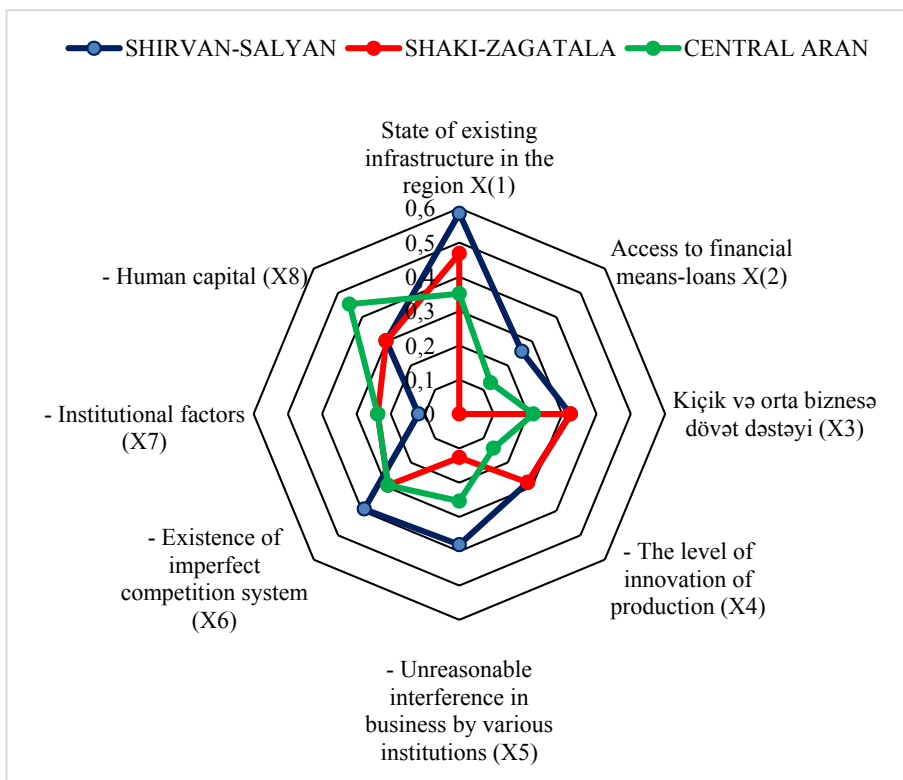 SHIRVAN-SALYAN SHAKI-ZAGATALA CENTRAL ARAN
State of existing
infrastructure in the
region X(1)
0,6
0,5
0,4
0,3
0,2
0,1
0
Access to financial
means-loans X(2)
Kiçik və orta biznesə
dövət dəstəyi (X3)
- The level of
innovation of
production (X4)
- Unreasonable
interference in
business by various
institutions (X5)
- Existence of
imperfect
competition system
(X6)
- Institutional factors
(X7)
- Human capital (X8)